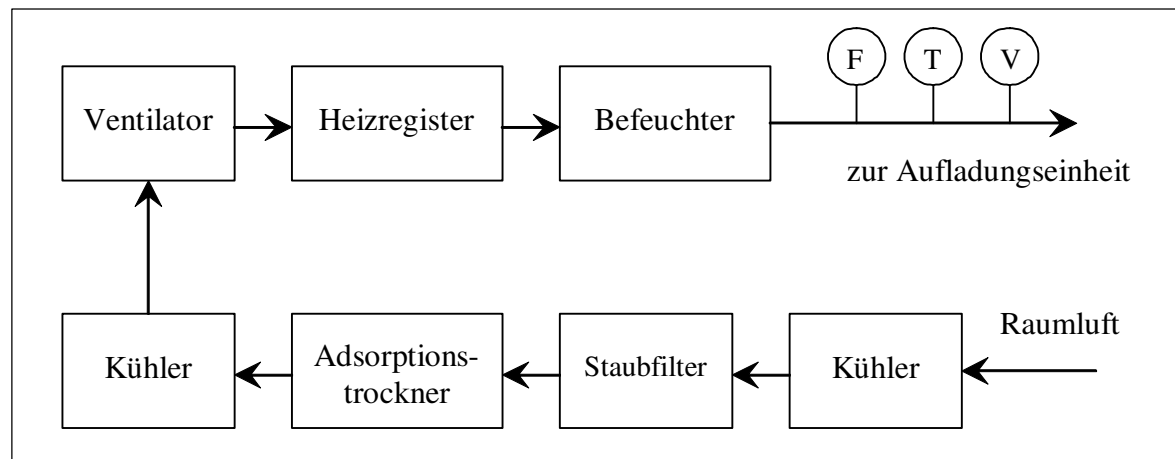 F T V
Ventilator
Heizregister
Befeuchter
zur Aufladungseinheit
Raumluft
Kühler
Adsorptions-
trockner
Staubfilter
Kühler